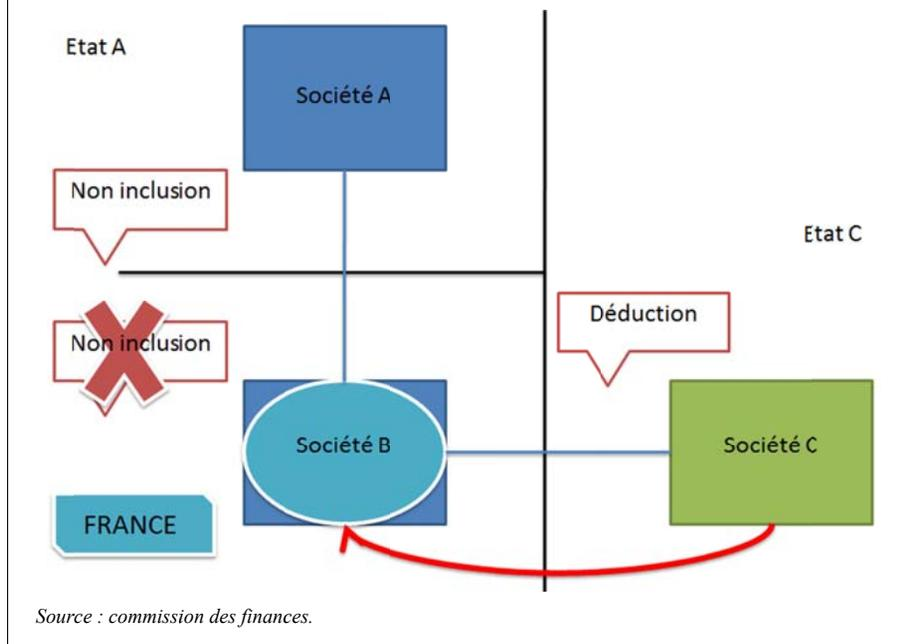 Etat A
Société A
Non inclusion
Etat C
Déduction
Non inclusion
Société B
Société C
FRANCE
Source : commission des finances.